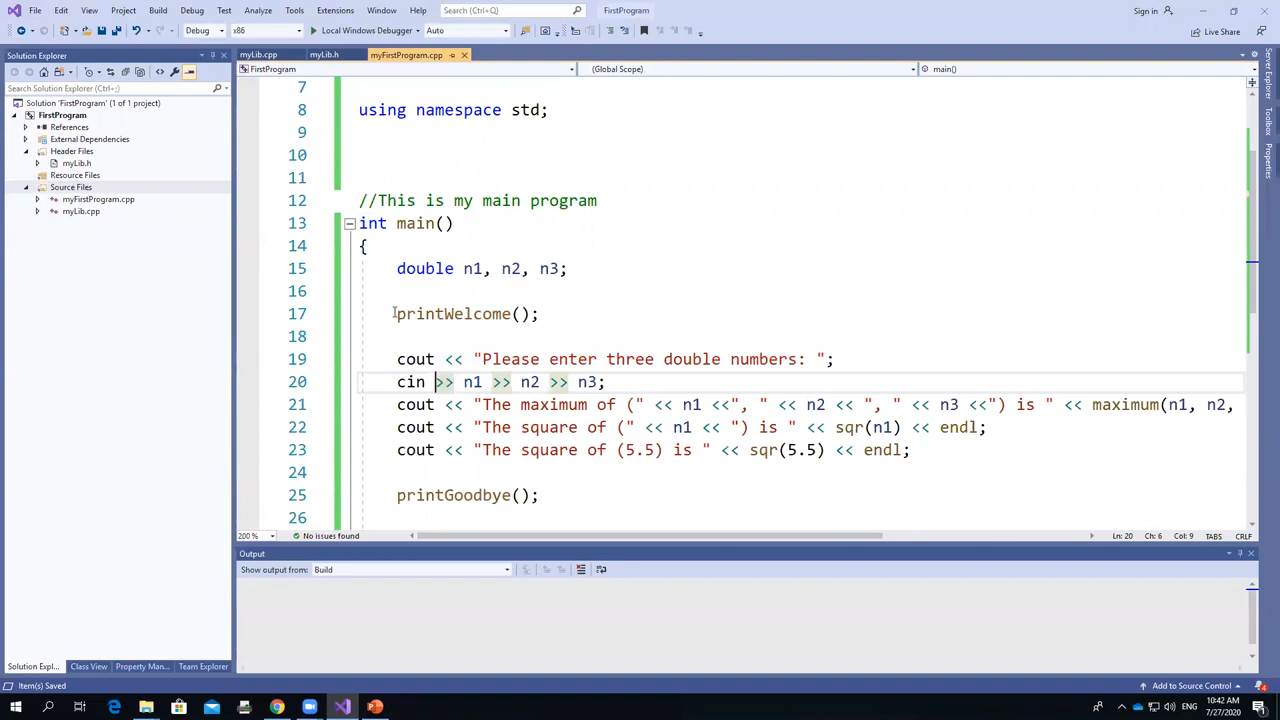 File Edit View Git Project Build Debug Test Analyze Tools Extensions Window Help Search (Ctrl+Q) FirstProgram Sign in
Debug x86 Local Windows Debugger Auto Live Share
Solution Explorer
Search Solution Explorer (Ctrl+;)
Solution 'FirstProgram' (1 of 1 project)
FirstProgram
References
External Dependencies
Header Files
myLib.h
Resource Files
Source Files
myFirstProgram.cpp
myLib.cpp
Solution Expl... Class View Property Man... Team Explorer
myLib.cpp myLib.h myFirstProgram.cpp
FirstProgram (Global Scope) main()
7
8 using namespace std;
9
10
11
12 //This is my main program
13 int main()
14 {
15 double n1, n2, n3;
16
17 printWelcome();
18
19 cout << "Please enter three double numbers: ";
20 cin >> n1 >> n2 >> n3;
21 cout << "The maximum of (" << n1 <<", " << n2 << ", " << n3 <<") is " << maximum(n1, n2,
22 cout << "The square of (" << n1 << ") is " << sqr(n1) << endl;
23 cout << "The square of (5.5) is " << sqr(5.5) << endl;
24
25 printGoodbye();
26
200 % No issues found Ln: 20 Ch: 6 Col: 9 TABS CRLF
Output
Show output from: Build
Server Explorer
Toolbox
Properties
Item(s) Saved Add to Source Control 4
10:42 AM
7/27/2020